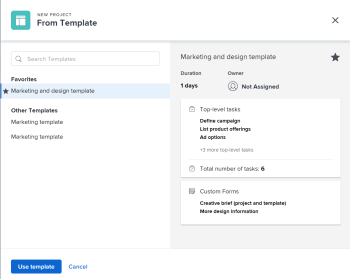 NEW PROJECT
From Template
Search Templates
Favorites
Marketing and design template
Other Templates
Marketing template
Marketing template
Marketing and design template
Duration
Owner
1 days
Not Assigned
Top-level tasks
Define campaign
List product offerings
Ad options
+3 more top-level tasks
Total number of tasks: 6
Custom Forms
Creative brief (project and template)
More design information
Use template
Cancel